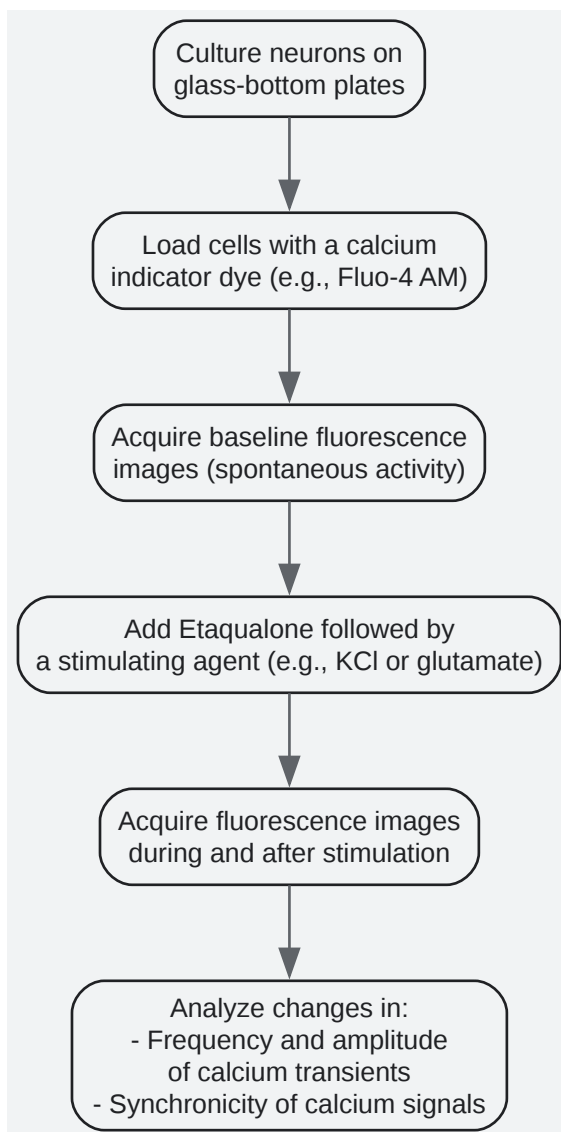 Culture neurons on
glass-bottom plates
Load cells with a calcium
indicator dye (e.g., Fluo-4 AM)
Acquire baseline fluorescence
images (spontaneous activity)
Add Etaqualone followed by
a stimulating agent (e.g., KCl or glutamate)
Acquire fluorescence images
during and after stimulation
Analyze changes in:
- Frequency and amplitude
of calcium transients
- Synchronicity of calcium signals